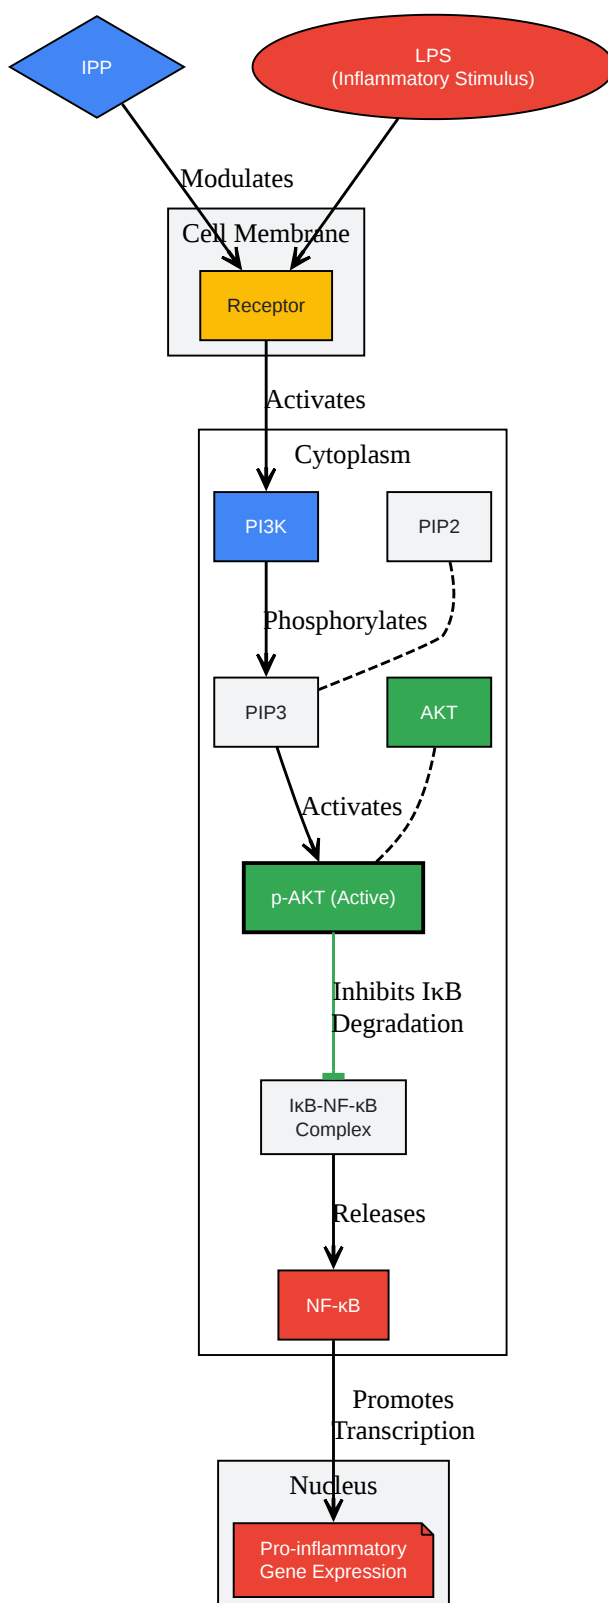 IPP
LPS
(Inflammatory Stimulus)
Modulates
Cell Membrane
Receptor
Activates
Cytoplasm
PI3K
PIP2
Phosphorylates
PIP3
AKT
Activates
p-AKT (Active)
Inhibits IκB
Degradation
IκB-NF-κB
Complex
Releases
NF-κB
Promotes
Transcription
Nucleus
Pro-inflammatory
Gene Expression